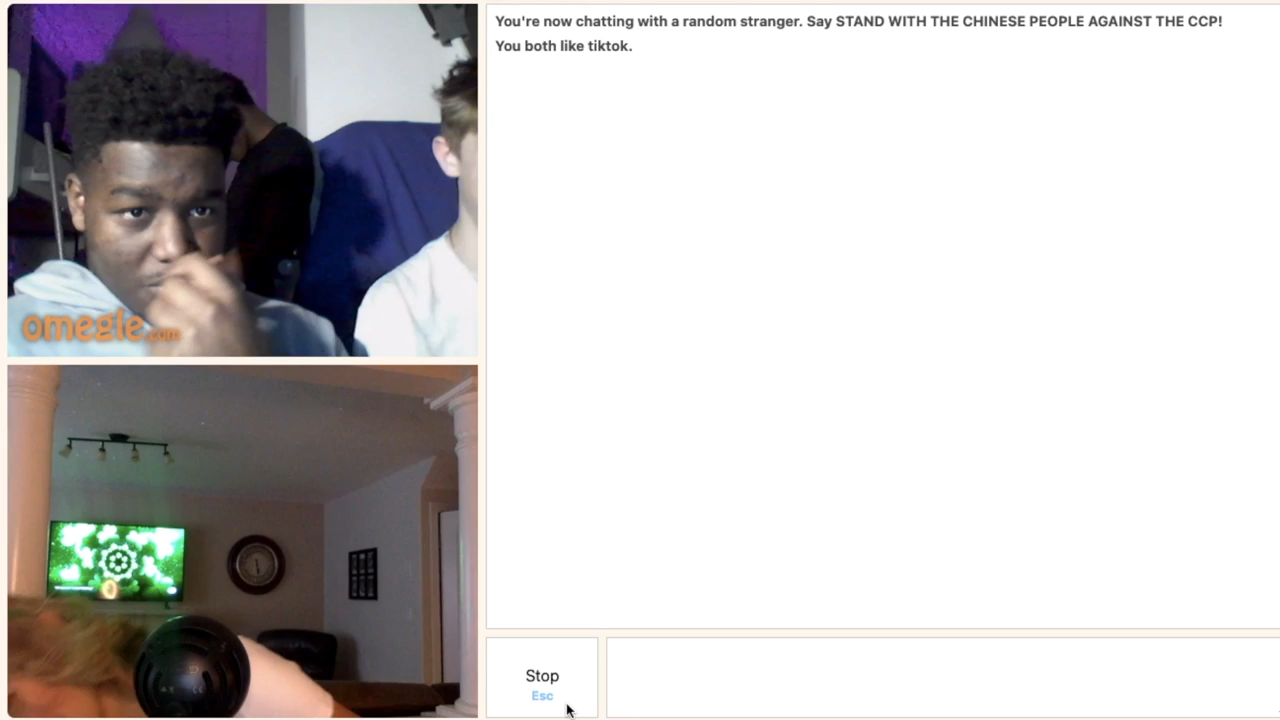 You're now chatting with a random stranger. Say STAND WITH THE CHINESE PEOPLE AGAINST THE CCP!
You both like tiktok.
omegle.com
Stop
Esc